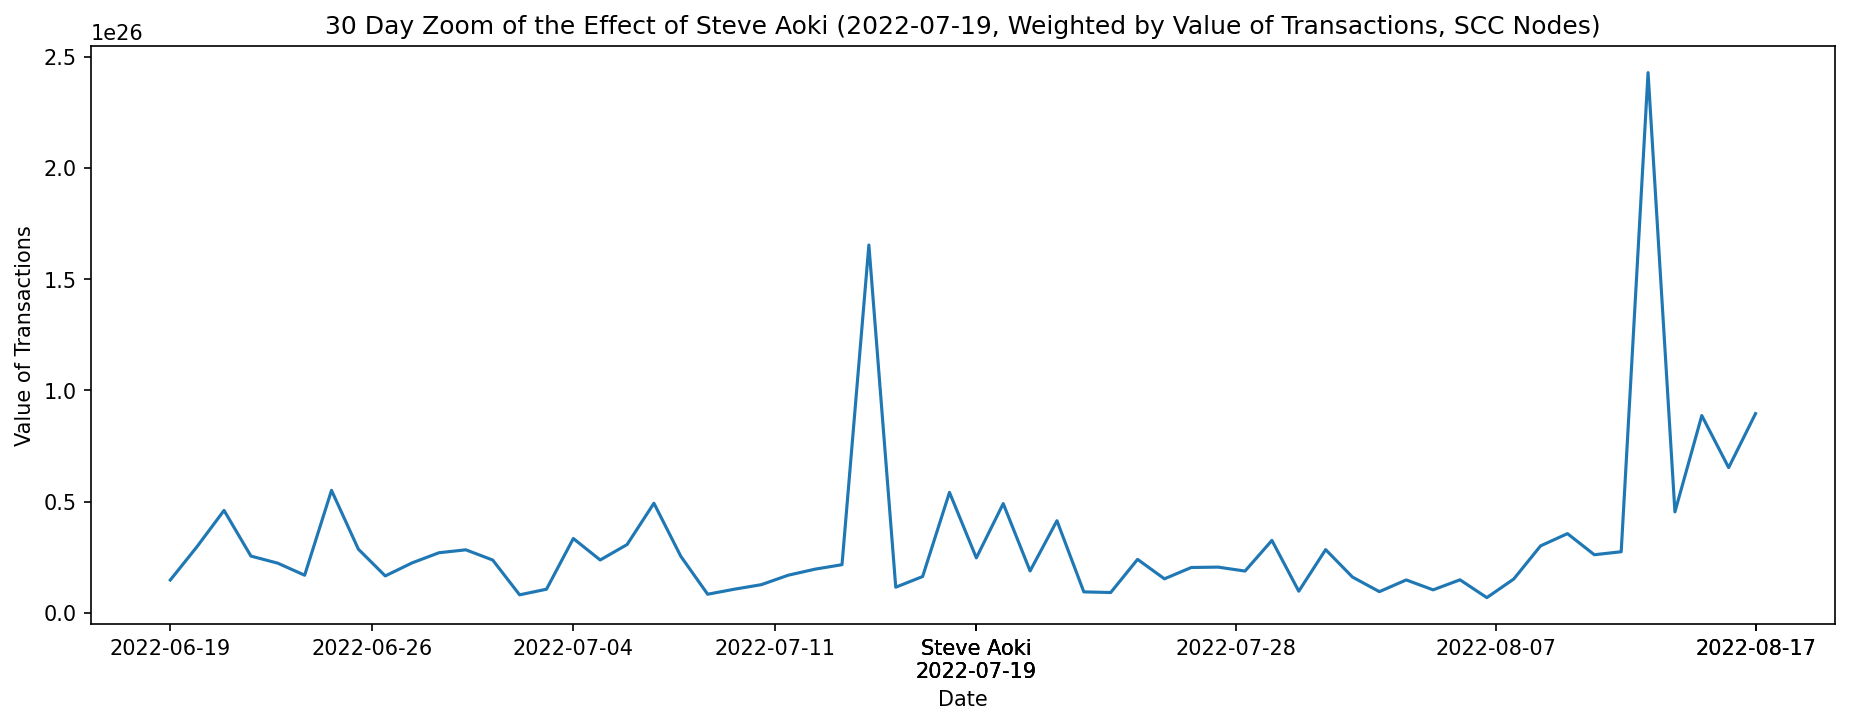 30 Day Zoom of the Effect of Steve Aoki (2022-07-19, Weighted by Value of Transactions, SCC Nodes)
1e26
2.5
2.0
1.5
1.0
0.5
0.0
Value of Transactions
2022-06-19 2022-06-26 2022-07-04 2022-07-11 Steve Aoki 2022-07-28 2022-08-07 2022-08-17
2022-07-19
Date